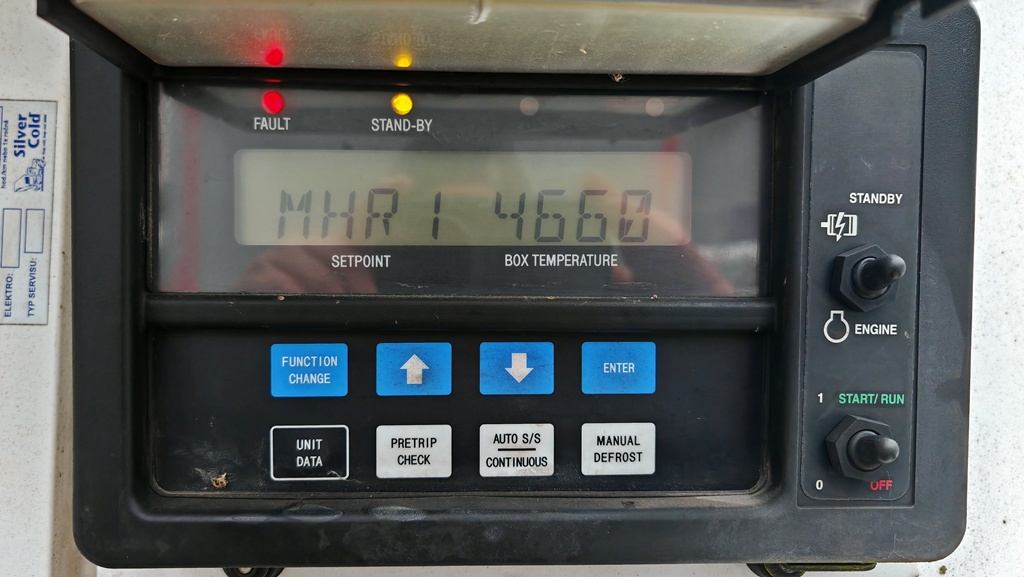 FAULT
STAND-BY
MHR1 4660
SETPOINT
BOX TEMPERATURE
FUNCTION
CHANGE
ENTER
UNIT
DATA
PRETRIP
CHECK
AUTO S/S
CONTINUOUS
MANUAL
DEFROST
STANDBY
ENGINE
1 START/RUN
0 OFF
Silver
Cold
ELEKTRO:
TYP SERVISU: